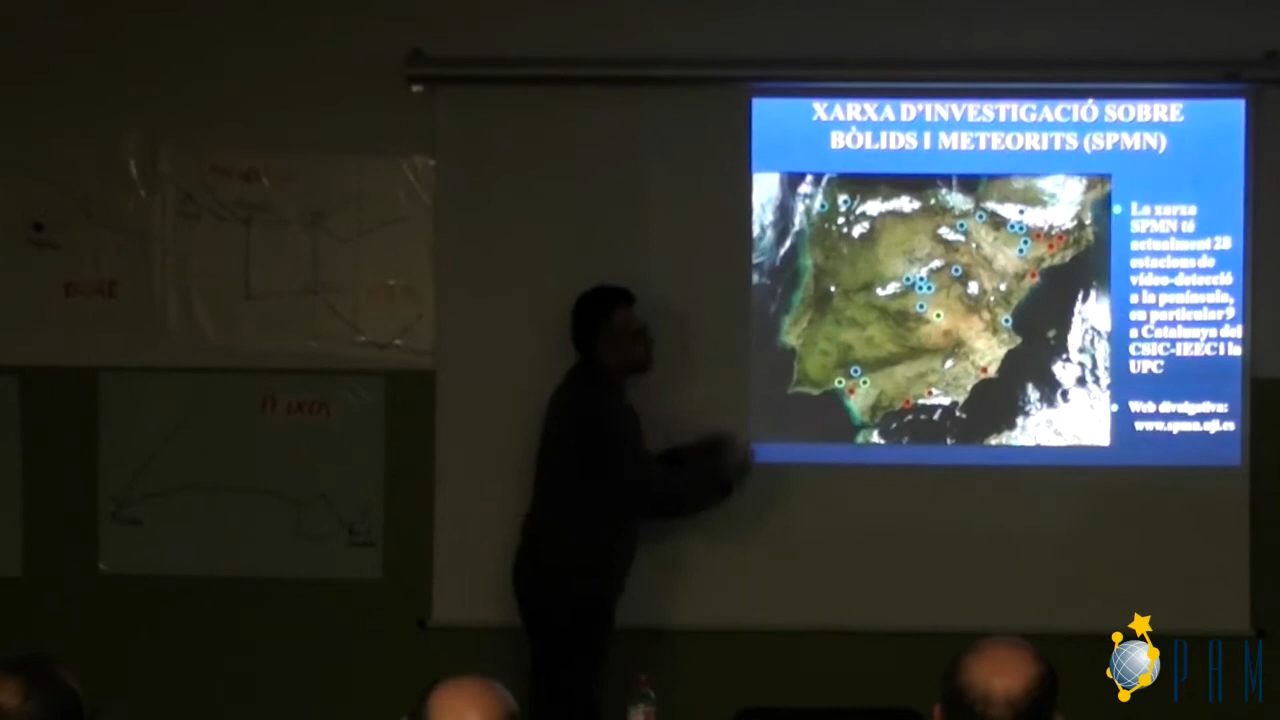 XARXA D'INVESTIGACIÓ SOBRE
BÒLIDS I METEORITS (SPMN)
La xarxa
SPMN té
actualment 28
estacions de
vídeo-detecció
a la península,
en particular 9
a Catalunya del
CSIC-IEEC i la
UPC
Web divulgativa:
www.spmn.uji.es
PAM